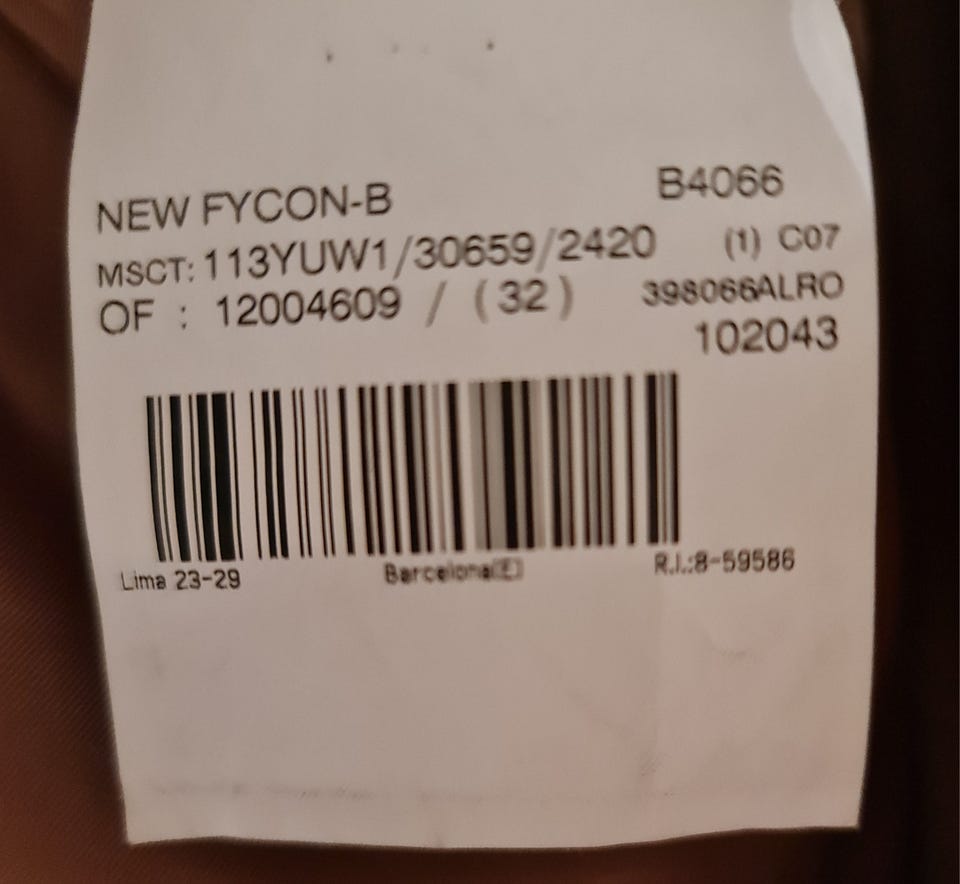 NEW FYCON-B B4066
MSCT: 113YUW1/30659/2420 (1) C07
OF : 12004609 / (32) 398066ALRO
102043
Lima 23-29 Barcelona(E) R.I.:8-59586